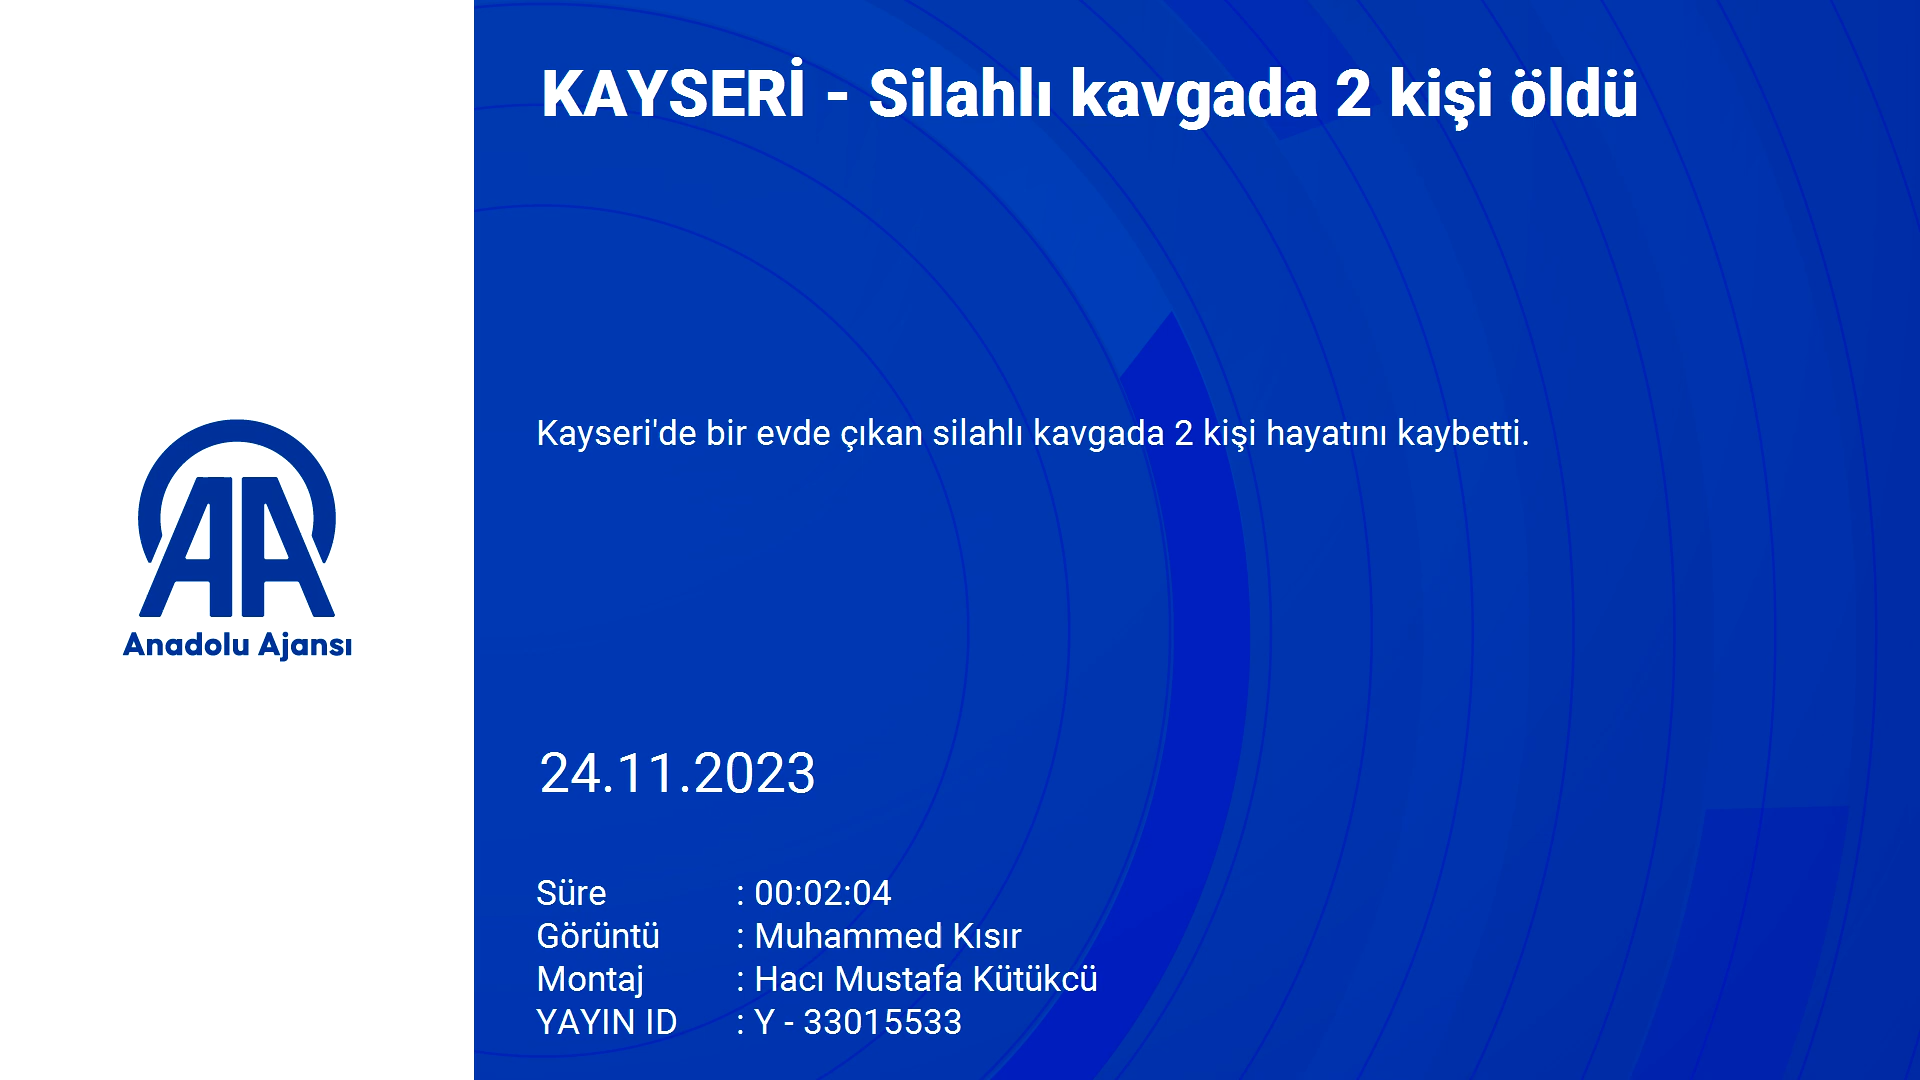 KAYSERİ - Silahlı kavgada 2 kişi öldü
Kayseri'de bir evde çıkan silahlı kavgada 2 kişi hayatını kaybetti.
AA
Anadolu Ajansı
24.11.2023
Süre : 00:02:04
Görüntü : Muhammed Kısır
Montaj : Hacı Mustafa Kütükcü
YAYIN ID : Y - 33015533